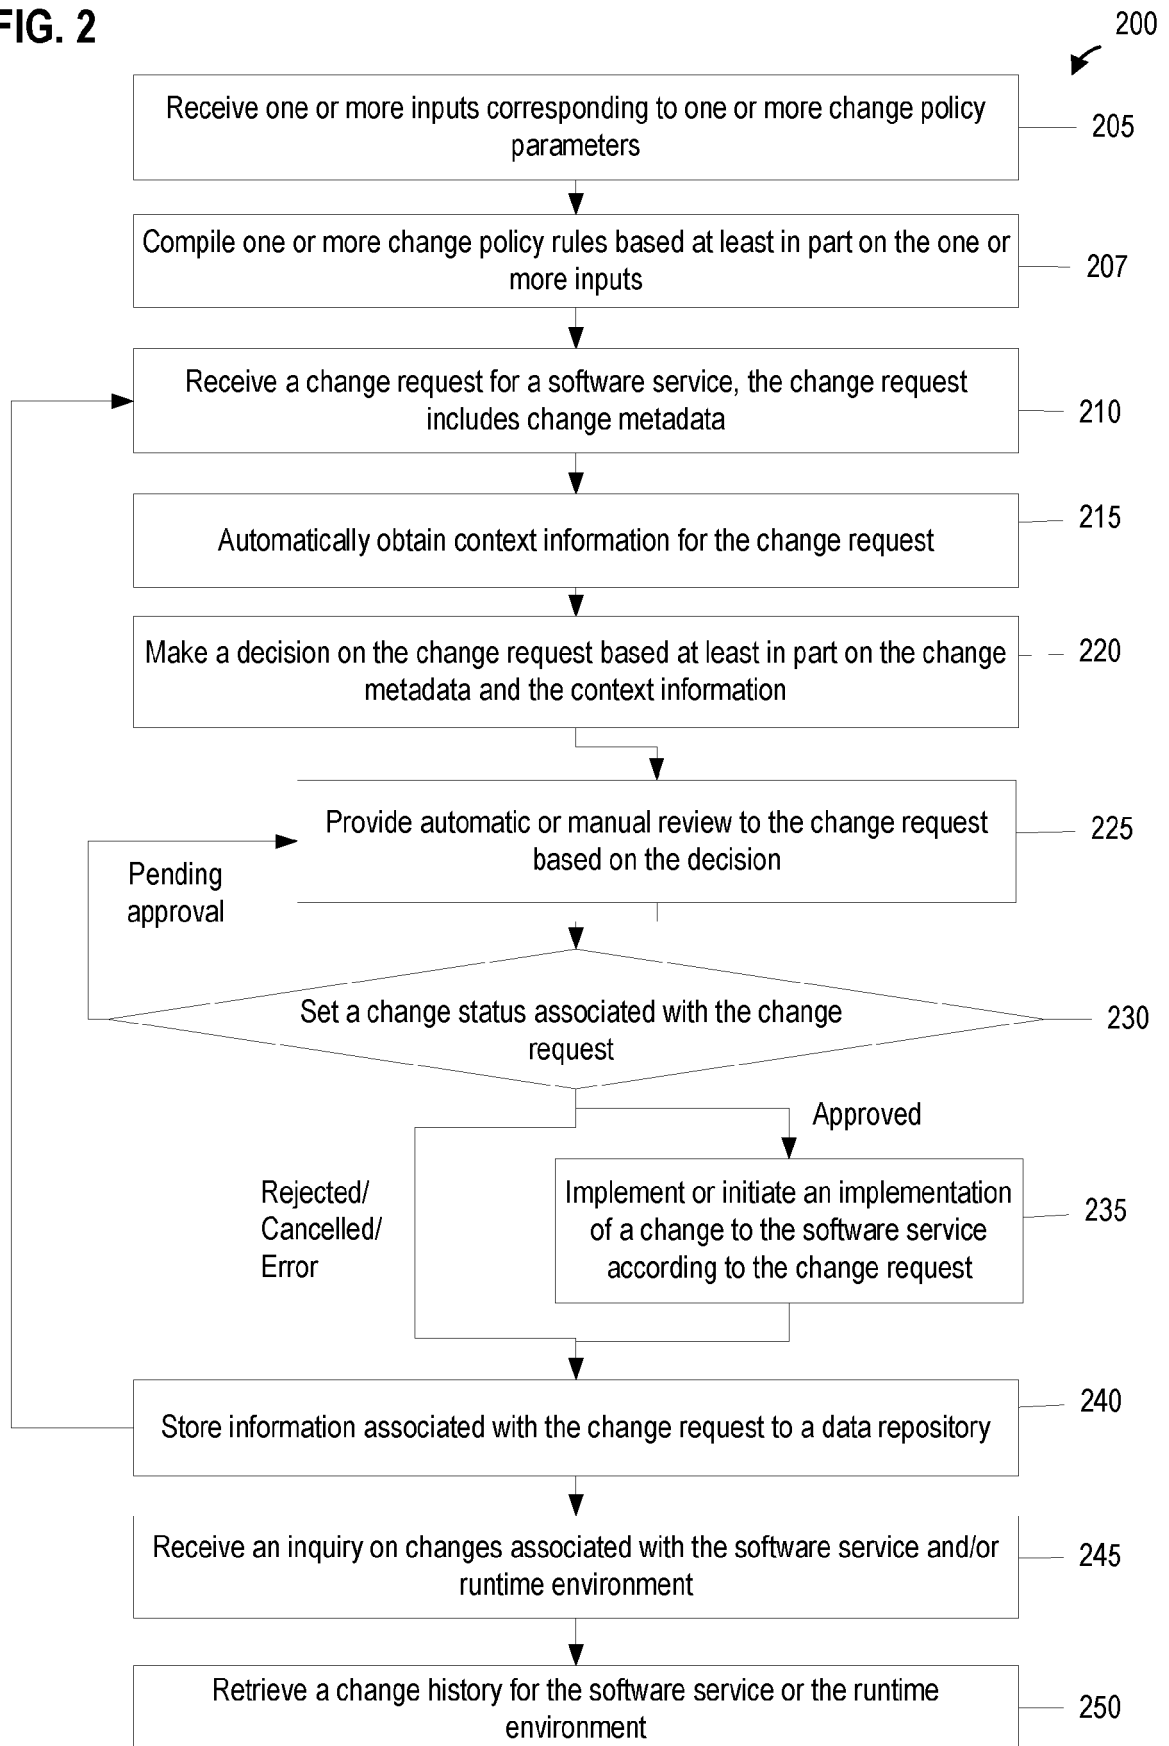 FIG. 2
200
Receive one or more inputs corresponding to one or more change policy
parameters
205
Compile one or more change policy rules based at least in part on the one or
more inputs
207
Receive a change request for a software service, the change request
includes change metadata
210
Automatically obtain context information for the change request
215
Make a decision on the change request based at least in part on the change
metadata and the context information
220
Provide automatic or manual review to the change request
based on the decision
225
Pending
approval
Set a change status associated with the change
request
230
Approved
Rejected/
Cancelled/
Error
Implement or initiate an implementation
of a change to the software service
according to the change request
235
Store information associated with the change request to a data repository
240
Receive an inquiry on changes associated with the software service and/or
runtime environment
245
Retrieve a change history for the software service or the runtime
environment
250